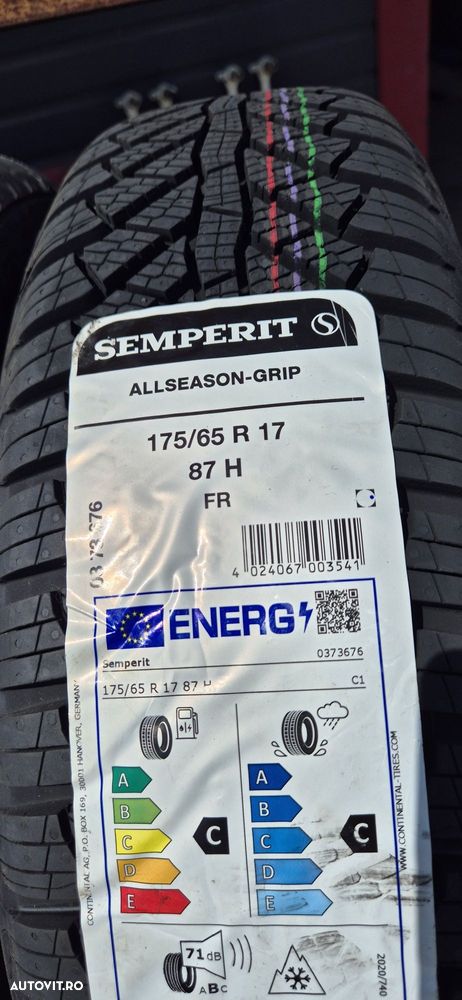 SEMPERIT S
ALLSEASON-GRIP
175/65 R 17
87 H
FR
03 73 676
4 024067 003541
ENERG
Semperit
0373676
175/65 R 17 87 H
C1
A
B
C
D
E
C
A
B
C
D
E
C
71 dB
ABC
CONTINENTAL AG, P.O. BOX 169, 30001 HANOVER, GERMANY
WWW.CONTINENTAL-TIRES.COM
2020/740
AUTOVIT.RO